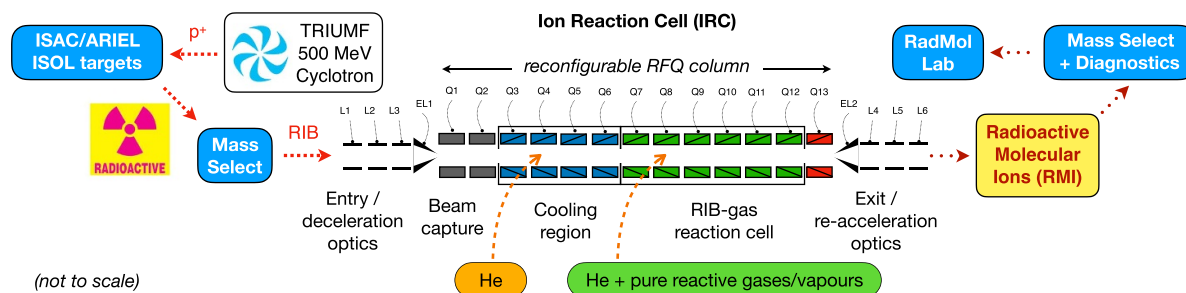 Ion Reaction Cell (IRC)
ISAC/ARIEL
ISOL targets
p+
TRIUMF
500 MeV
Cyclotron
reconfigurable RFQ column
RadMol
Lab
Mass Select
+ Diagnostics
RADIOACTIVE
Mass
Select
RIB
L1 L2 L3 EL1 Q1 Q2 Q3 Q4 Q5 Q6 Q7 Q8 Q9 Q10 Q11 Q12 Q13 EL2 L4 L5 L6
Radioactive
Molecular
Ions (RMI)
Entry /
deceleration
optics
Beam
capture
Cooling
region
RIB-gas
reaction cell
Exit /
re-acceleration
optics
(not to scale)
He
He + pure reactive gases/vapours